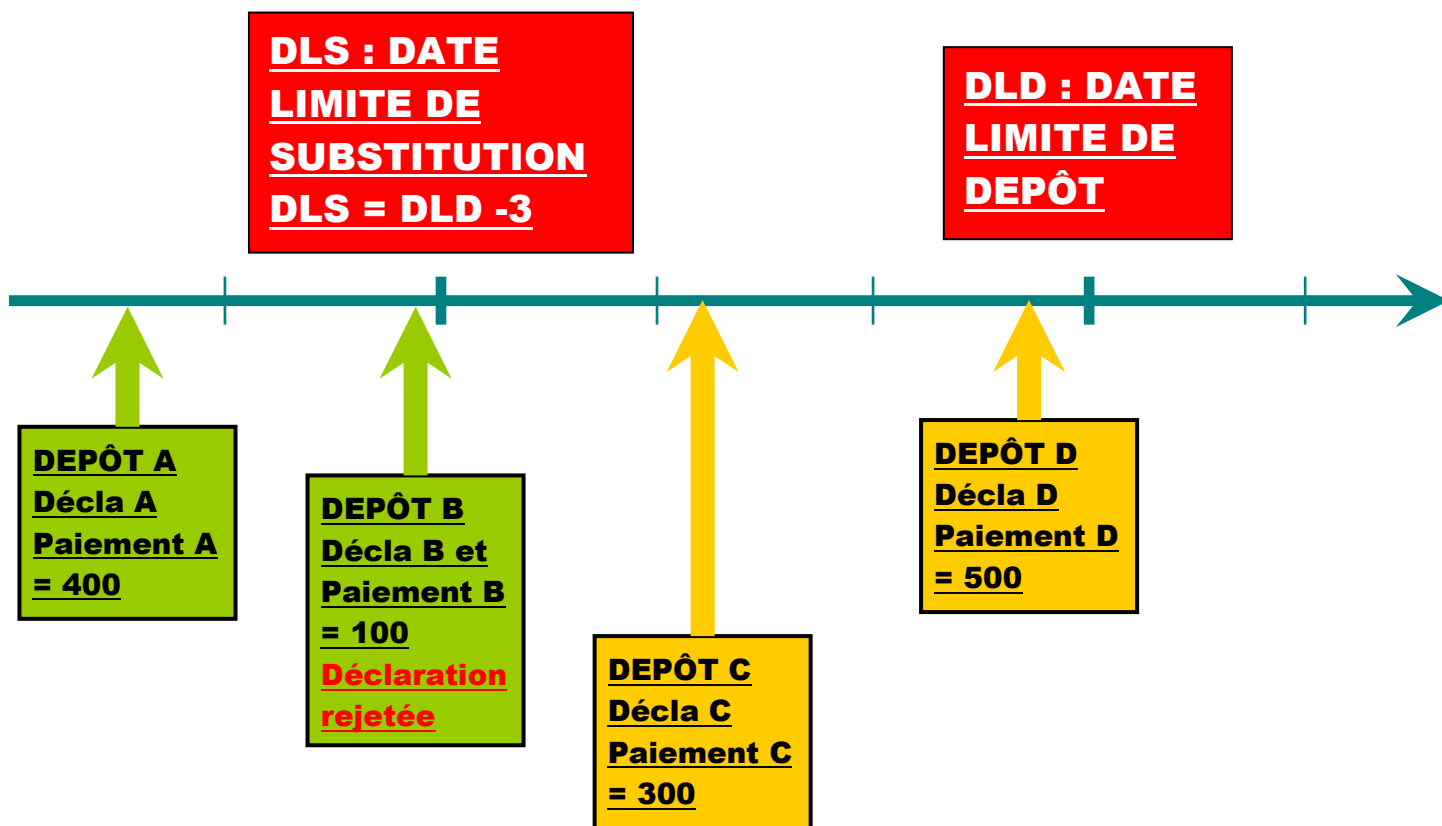 DLS : DATE
LIMITE DE
SUBSTITUTION
DLS = DLD -3
DLD : DATE
LIMITE DE
DEPÔT
DEPÔT A
Décla A
Paiement A
= 400
DEPÔT B
Décla B et
Paiement B
= 100
Déclaration
rejetée
DEPÔT C
Décla C
Paiement C
= 300
DEPÔT D
Décla D
Paiement D
= 500